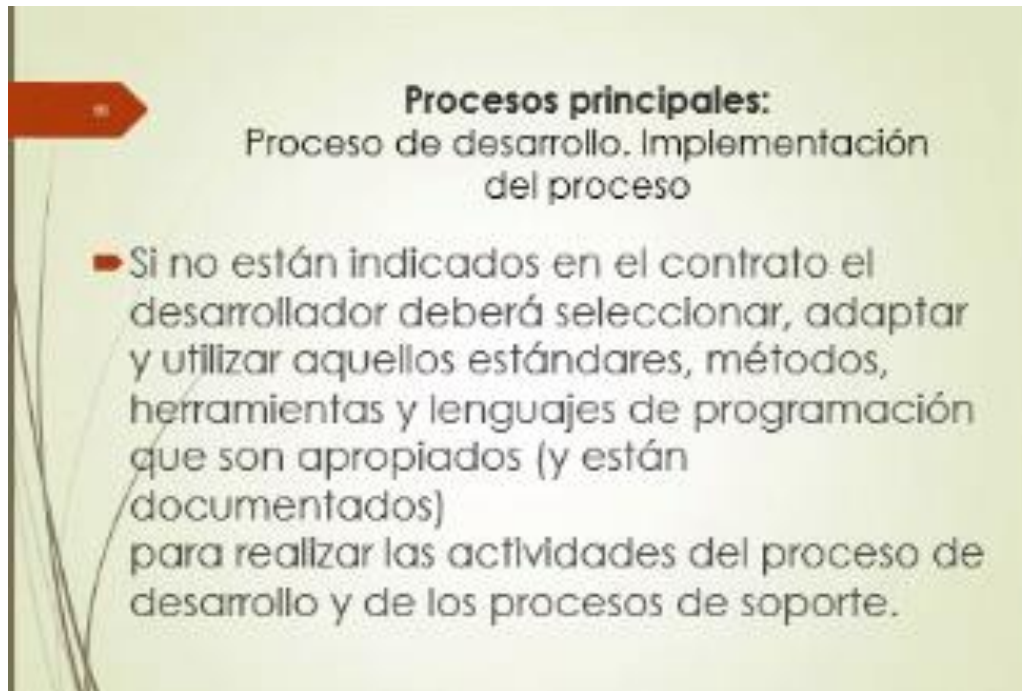 Procesos principales:
Proceso de desarrollo. Implementación
del proceso
Si no están indicados en el contrato el
desarrollador deberá seleccionar, adaptar
y utilizar aquellos estándares, métodos,
herramientas y lenguajes de programación
que son apropiados (y están
documentados)
para realizar las actividades del proceso de
desarrollo y de los procesos de soporte.